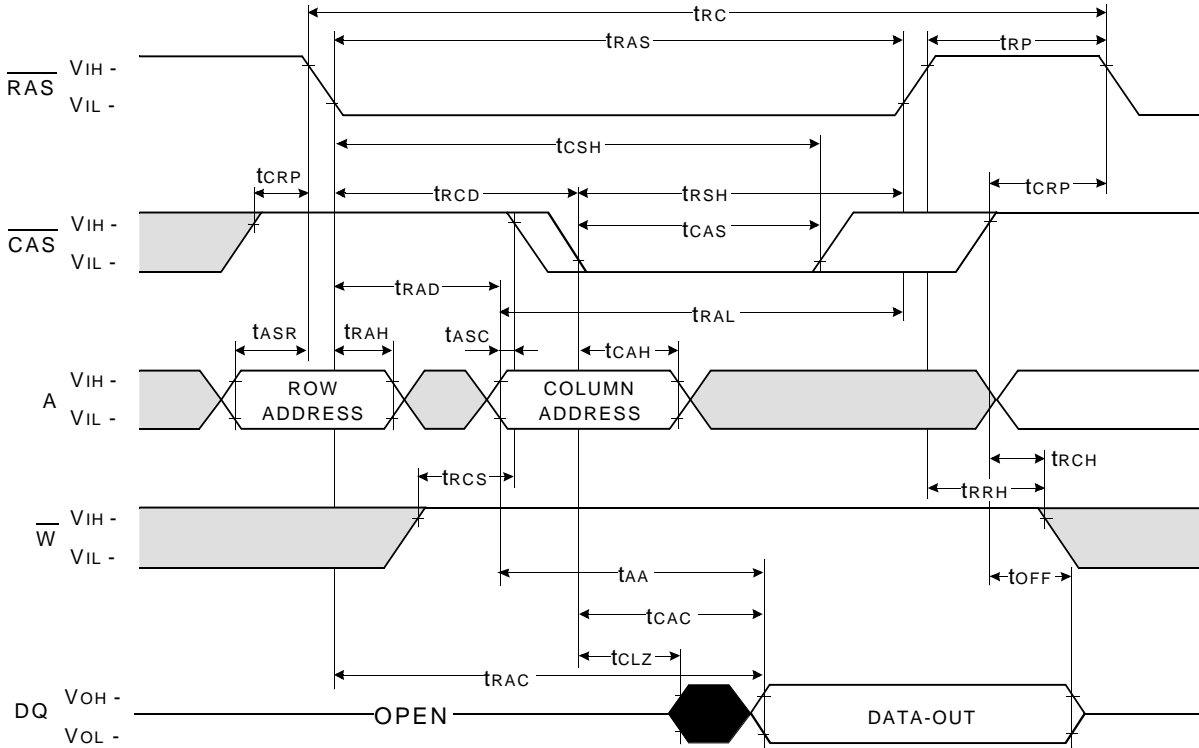 tRC
tRAS
tRP
RAS
VIH -
VIL -
tCSH
tCRP
tRCD
tRSH
tCRP
CAS
VIH -
VIL -
tCAS
tRAD
tRAL
tASR
tRAH
tASC
tCAH
A
VIH -
VIL -
ROW
ADDRESS
COLUMN
ADDRESS
tRCS
tRCH
tRRH
W
VIH -
VIL -
tAA
tOFF
tCAC
tCLZ
tRAC
DQ
VOH -
VOL -
OPEN
DATA-OUT